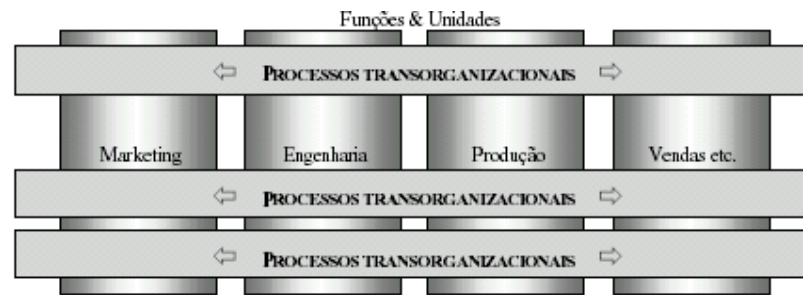 Funções & Unidades
PROCESSOS TRANSORGANIZACIONAIS
Marketing Engenharia Produção Vendas etc.
PROCESSOS TRANSORGANIZACIONAIS
PROCESSOS TRANSORGANIZACIONAIS